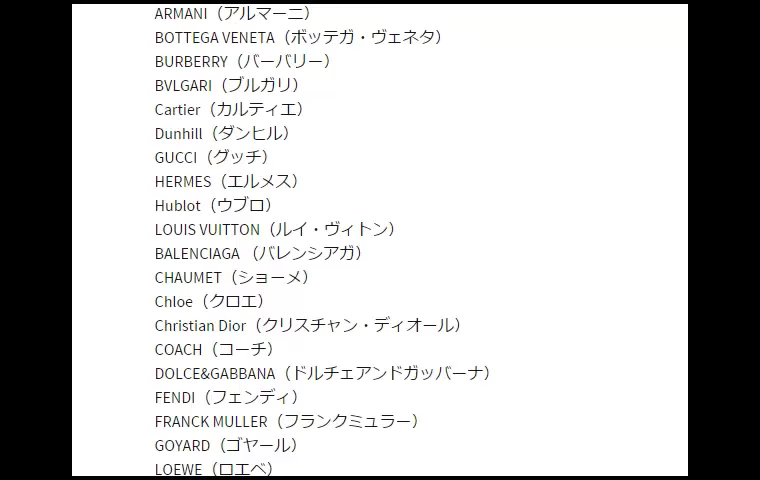 ARMANI（アルマーニ）
BOTTEGA VENETA（ボッテガ・ヴェネタ）
BURBERRY（バーバリー）
BVLGARI（ブルガリ）
Cartier（カルティエ）
Dunhill（ダンヒル）
GUCCI（グッチ）
HERMES（エルメス）
Hublot（ウブロ）
LOUIS VUITTON（ルイ・ヴィトン）
BALENCIAGA （バレンシアガ）
CHAUMET（ショーメ）
Chloe（クロエ）
Christian Dior（クリスチャン・ディオール）
COACH（コーチ）
DOLCE&GABBANA（ドルチェアンドガッバーナ）
FENDI（フェンディ）
FRANCK MULLER（フランクミュラー）
GOYARD（ゴヤール）
LOEWE（ロエベ）